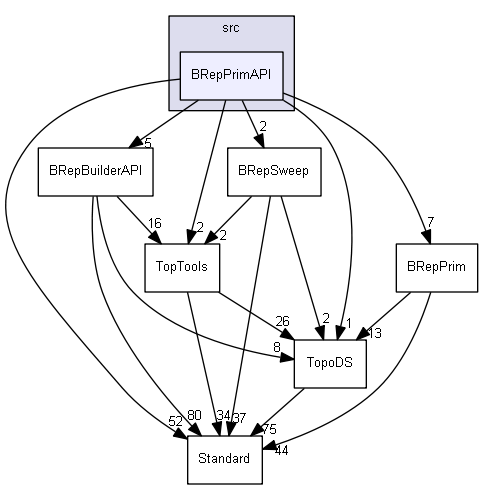 src
BRepPrimAPI
2
5
BRepBuilderAPI
BRepSweep
16
2
2
7
TopTools
BRepPrim
26
2
1
13
8
TopoDS
52
80
34
37
75
44
Standard